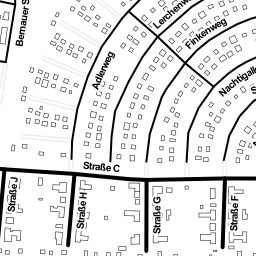 Bernauer S
Lerchenw
Finkenweg
Adlerweg
Nachtigal
S
Straße C
Straße J
Straße H
Straße G
Straße F